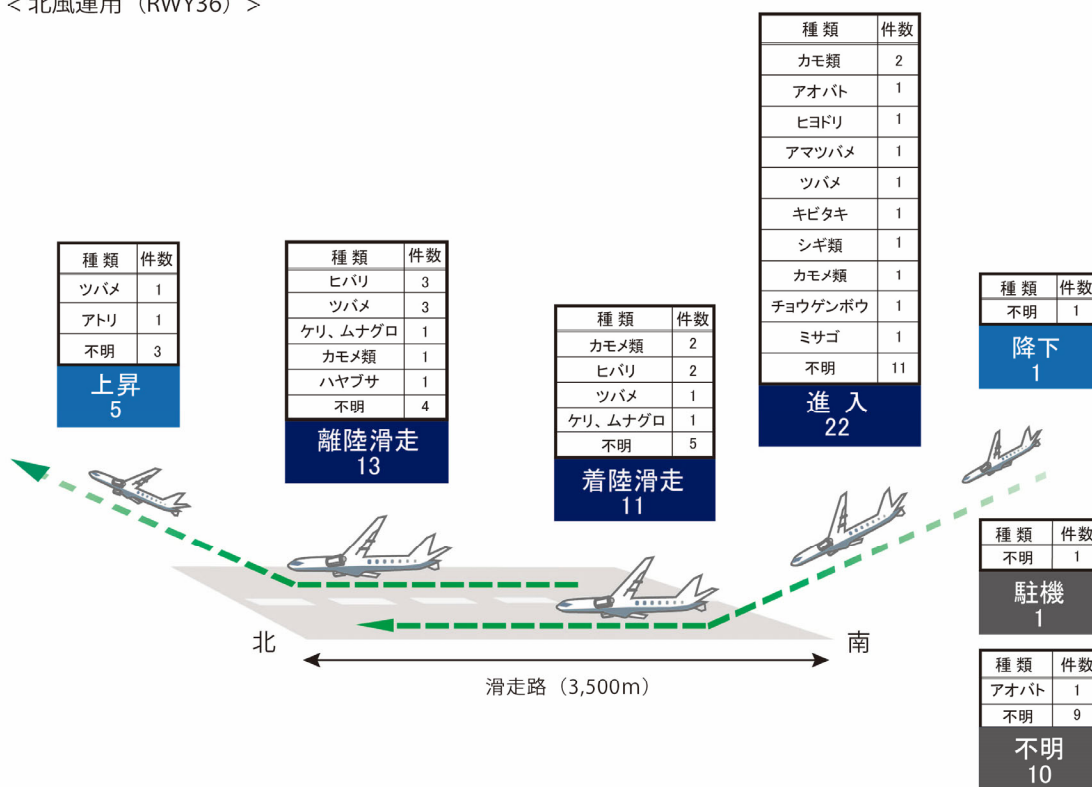 ＜北風運用（RWY36）＞
種類 件数
カモ類 2
アオバト 1
ヒヨドリ 1
アマツバメ 1
ツバメ 1
キビタキ 1
シギ類 1
カモメ類 1
チョウゲンボウ 1
ミサゴ 1
不明 11
進入
22
種類 件数
ツバメ 1
アトリ 1
不明 3
上昇
5
種類 件数
ヒバリ 3
ツバメ 3
ケリ、ムナグロ 1
カモメ類 1
ハヤブサ 1
不明 4
離陸滑走
13
種類 件数
カモメ類 2
ヒバリ 2
ツバメ 1
ケリ、ムナグロ 1
不明 5
着陸滑走
11
種類 件数
不明 1
降下
1
種類 件数
不明 1
駐機
1
種類 件数
アオバト 1
不明 9
不明
10
北
南
滑走路（3,500m）